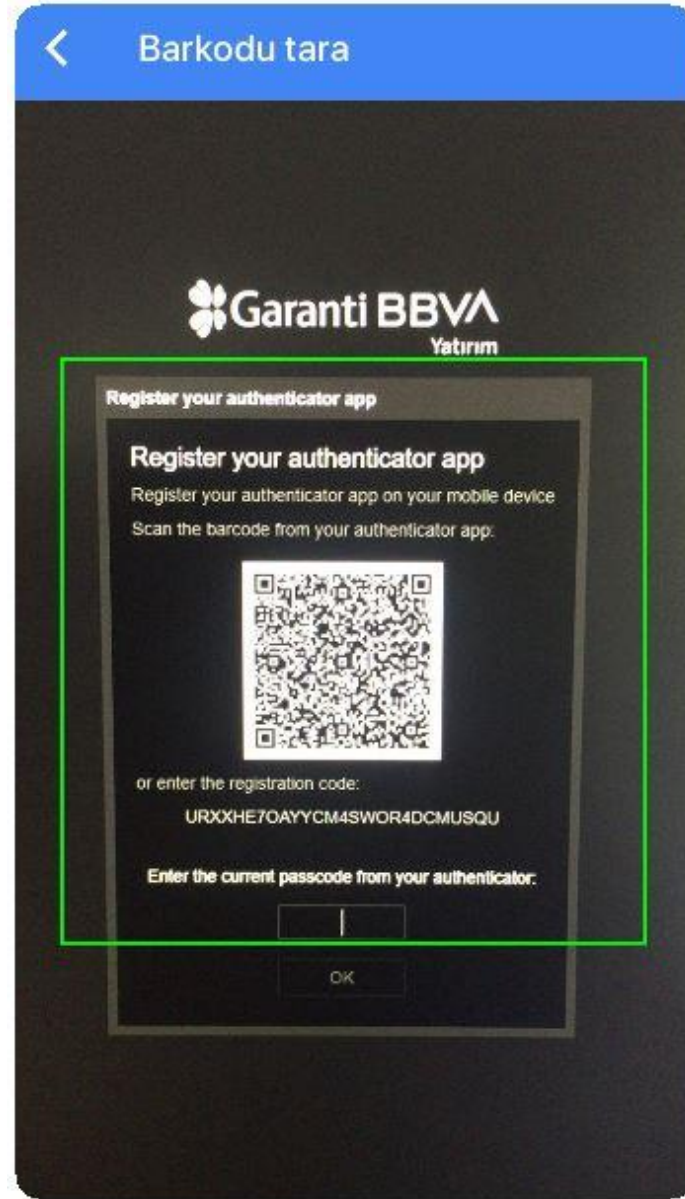 Barkodu tara
Garanti BBVA
Yatırım
Register your authenticator app
Register your authenticator app
Register your authenticator app on your mobile device
Scan the barcode from your authenticator app:
or enter the registration code:
URXXHE7OAYYCM4SWOR4DCMUSQU
Enter the current passcode from your authenticator:
OK